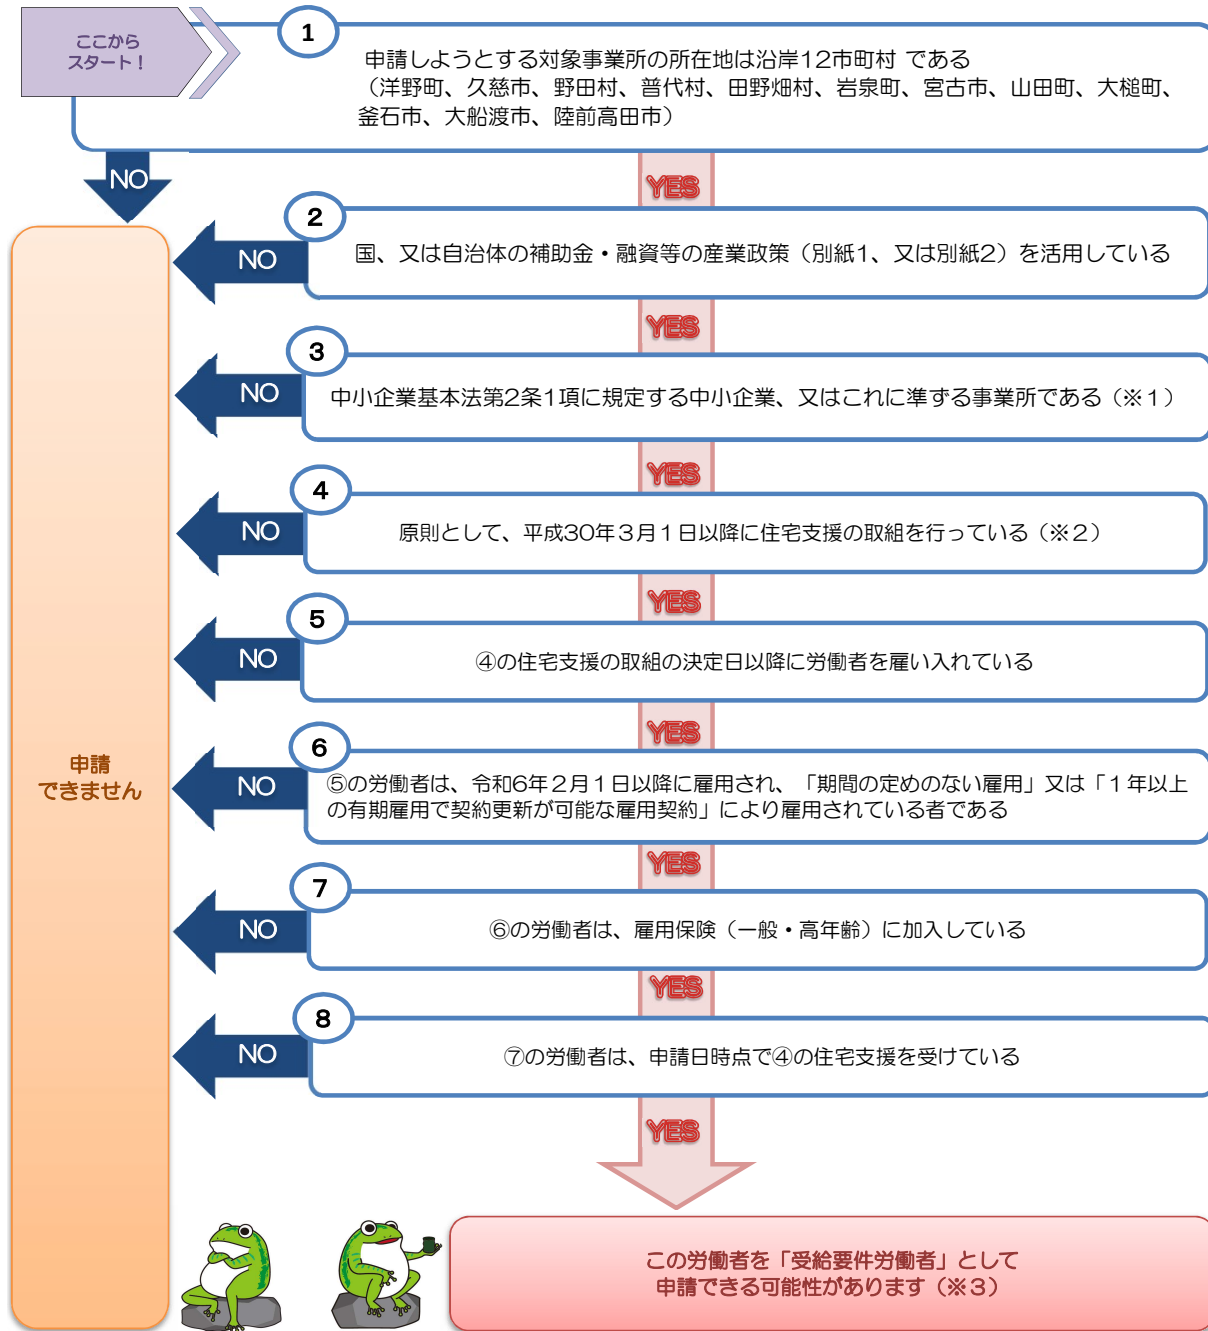 ここから
スタート！
1
申請しようとする対象事業所の所在地は沿岸12市町村 である
（洋野町、久慈市、野田村、普代村、田野畑村、岩泉町、宮古市、山田町、大槌町、
釜石市、大船渡市、陸前高田市）
NO
YES
2
NO
国、又は自治体の補助金・融資等の産業政策（別紙1、又は別紙2）を活用している
YES
3
NO
中小企業基本法第2条1項に規定する中小企業、又はこれに準ずる事業所である（※１）
YES
4
NO
原則として、平成30年３月１日以降に住宅支援の取組を行っている（※２）
YES
5
NO
④の住宅支援の取組の決定日以降に労働者を雇い入れている
YES
6
NO
⑤の労働者は、令和6年２月１日以降に雇用され、「期間の定めのない雇用」又は「１年以上
の有期雇用で契約更新が可能な雇用契約」により雇用されている者である
YES
7
NO
⑥の労働者は、雇用保険（一般・高年齢）に加入している
YES
8
NO
⑦の労働者は、申請日時点で④の住宅支援を受けている
YES
申請
できません
この労働者を「受給要件労働者」として
申請できる可能性があります（※３）